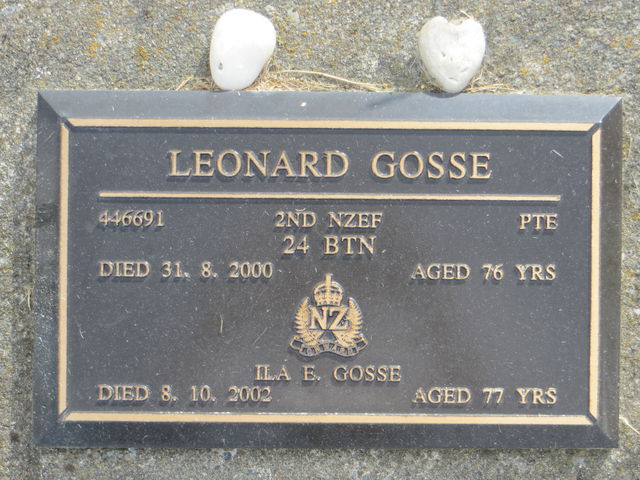 LEONARD GOSSE
446691 2ND NZEF PTE
24 BTN
DIED 31. 8. 2000 AGED 76 YRS
NZ
ONWARD
ILA E. GOSSE
DIED 8. 10. 2002 AGED 77 YRS